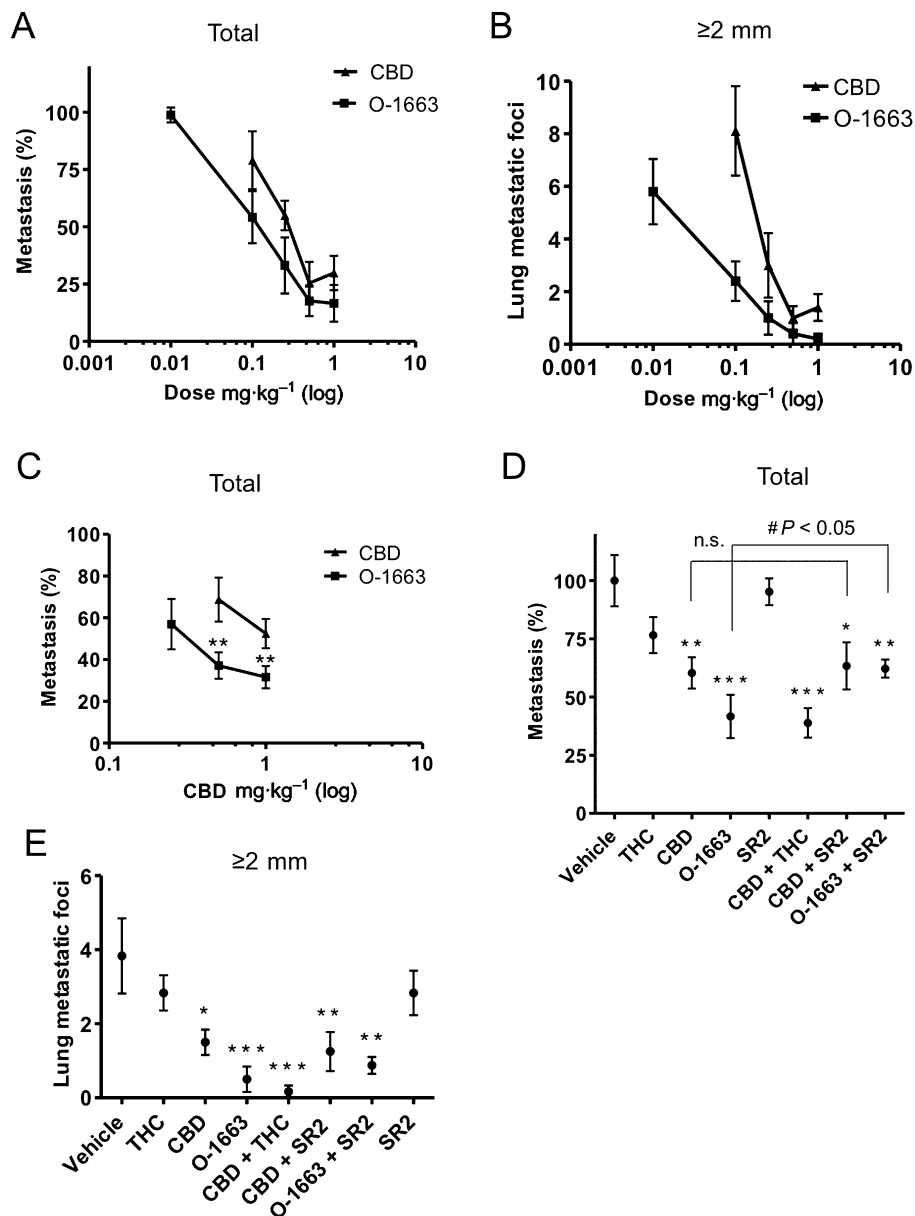 A
Total
CBD
O-1663
100
75
50
25
0
Metastasis (%)
0.001
0.01
0.1
1
10
Dose mg·kg⁻¹ (log)
B
≥2 mm
CBD
O-1663
10
8
6
4
2
0
Lung metastatic foci
0.001
0.01
0.1
1
10
Dose mg·kg⁻¹ (log)
C
Total
CBD
O-1663
100
80
60
40
20
0
Metastasis (%)
**
**
0.1
1
10
CBD mg·kg⁻¹ (log)
D
Total
# P < 0.05
n.s.
100
75
50
25
0
Metastasis (%)
**
***
***
*
**
Vehicle
THC
CBD
O-1663
SR2
CBD + THC
CBD + SR2
O-1663 + SR2
E
≥2 mm
6
4
2
0
Lung metastatic foci
*
***
***
**
**
Vehicle
THC
CBD
O-1663
CBD + THC
CBD + SR2
O-1663 + SR2
SR2